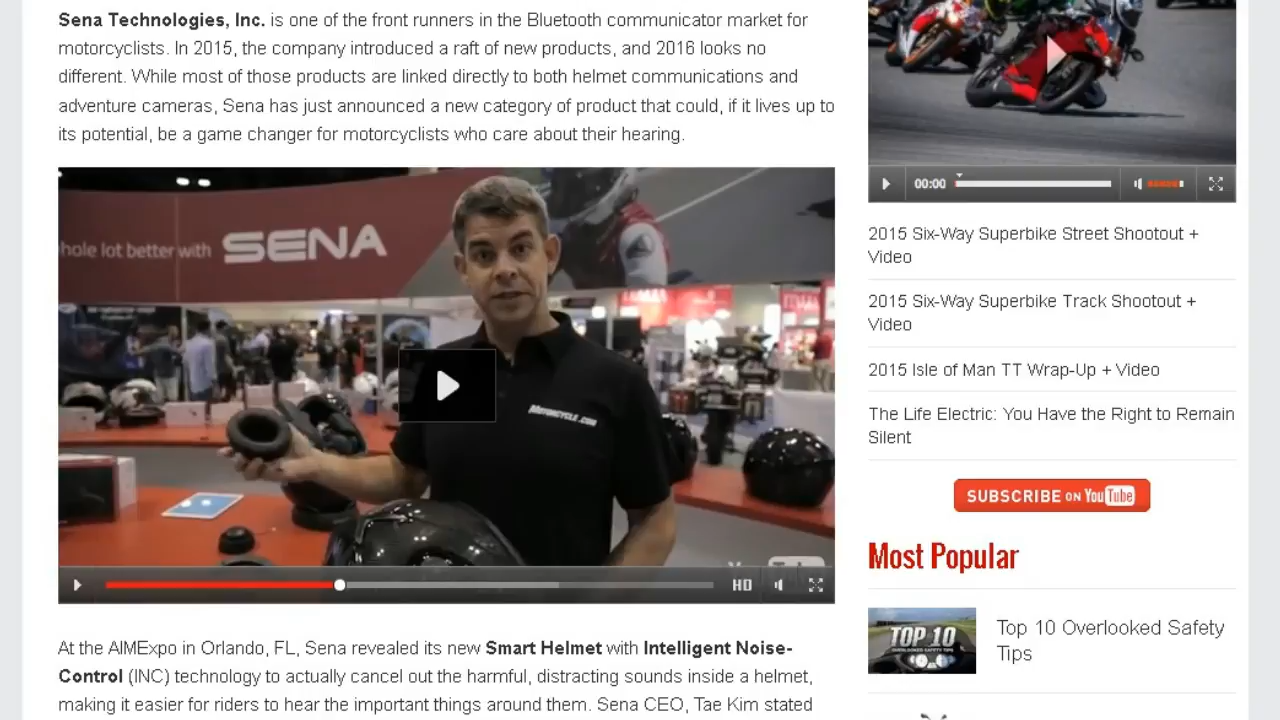 Sena Technologies, Inc. is one of the front runners in the Bluetooth communicator market for
motorcyclists. In 2015, the company introduced a raft of new products, and 2016 looks no
different. While most of those products are linked directly to both helmet communications and
adventure cameras, Sena has just announced a new category of product that could, if it lives up to
its potential, be a game changer for motorcyclists who care about their hearing.
hole lot better with SENA
MOTORCYCLE.COM
HD
At the AIMExpo in Orlando, FL, Sena revealed its new Smart Helmet with Intelligent Noise-
Control (INC) technology to actually cancel out the harmful, distracting sounds inside a helmet,
making it easier for riders to hear the important things around them. Sena CEO, Tae Kim stated
00:00
2015 Six-Way Superbike Street Shootout +
Video
2015 Six-Way Superbike Track Shootout +
Video
2015 Isle of Man TT Wrap-Up + Video
The Life Electric: You Have the Right to Remain
Silent
SUBSCRIBE ON YouTube
Most Popular
TOP 10
OVERLOOKED SAFETY TIPS
Top 10 Overlooked Safety
Tips